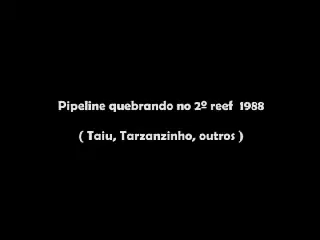 Pipeline quebrando no 2º reef 1988
( Taiu, Tarzanzinho, outros )